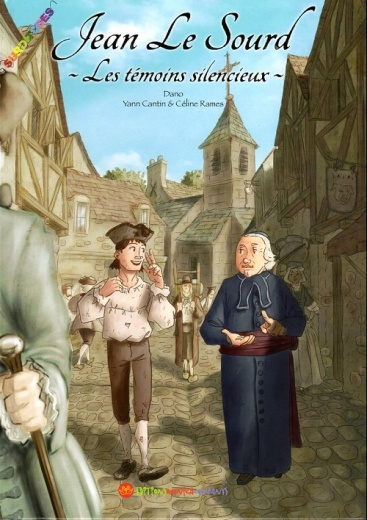 Jean Le Sourd
~ Les témoins silencieux ~
Dano
Yann Cantin & Céline Rames